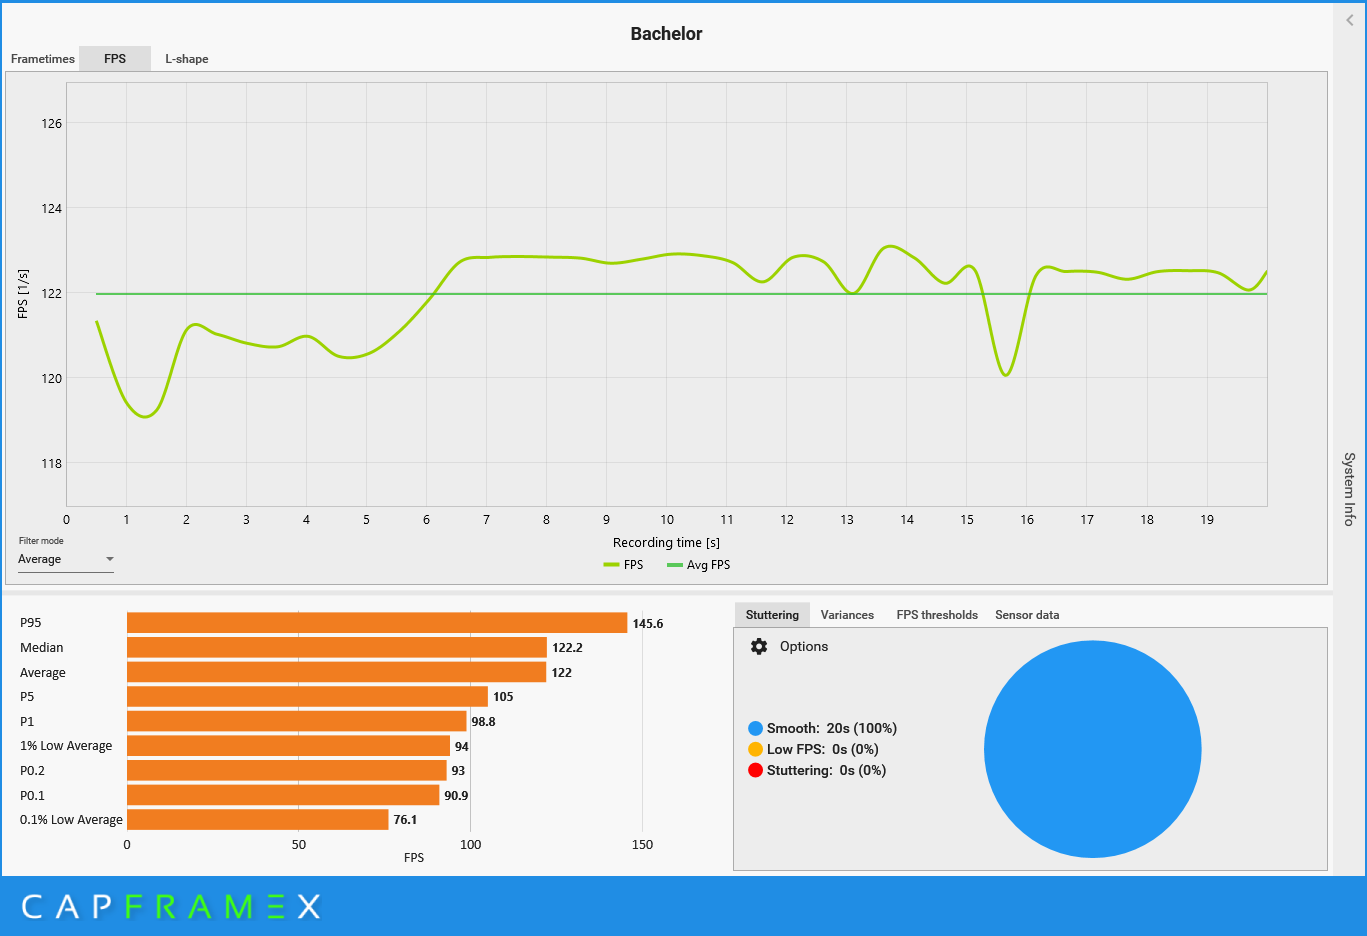 Bachelor
Frametimes FPS L-shape
126
124
122
120
118
FPS [1/s]
0 1 2 3 4 5 6 7 8 9 10 11 12 13 14 15 16 17 18 19
Recording time [s]
FPS Avg FPS
Filter mode
Average
System Info
P95 145.6
Median 122.2
Average 122
P5 105
P1 98.8
1% Low Average 94
P0.2 93
P0.1 90.9
0.1% Low Average 76.1
0 50 100 150
FPS
Stuttering Variances FPS thresholds Sensor data
Options
Smooth: 20s (100%)
Low FPS: 0s (0%)
Stuttering: 0s (0%)
CAPFRAMEX